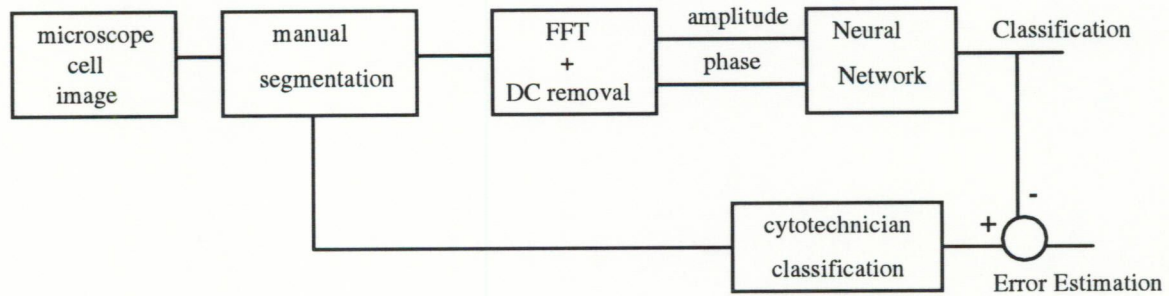 microscope
cell
image
manual
segmentation
FFT
+
DC removal
amplitude
phase
Neural
Network
Classification
cytotechnician
classification
+
-
Error Estimation